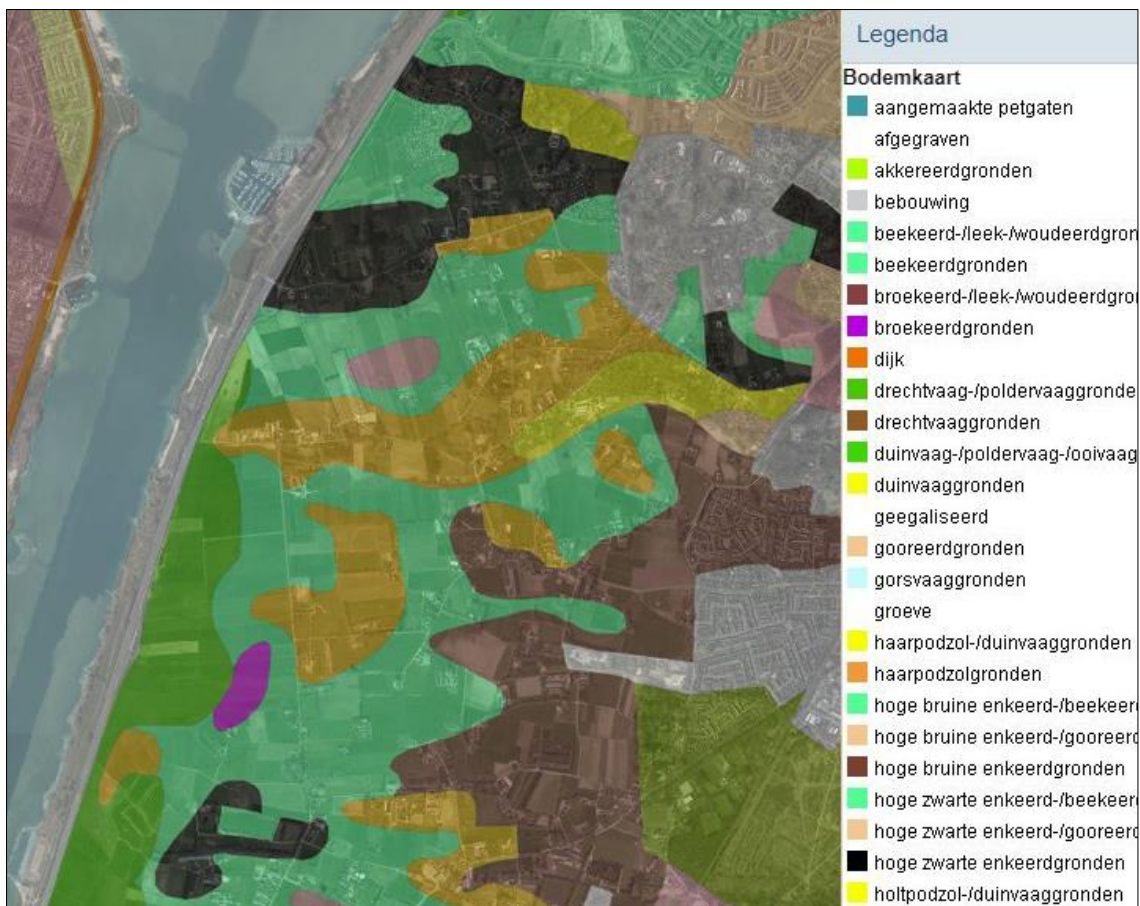 Legenda
Bodemkaart
aangemaakte petgaten
afgegraven
akkereerdgronden
bebouwing
beekeerd-/leek-/woudeerdgron
beekeerdgronden
broekeerd-/leek-/woudeerdgro
broekeerdgronden
dijk
drechtvaag-/poldervaaggronde
drechtvaaggronden
duinvaag-/poldervaag-/ooivaag
duinvaaggronden
geegaliseerd
gooreerdgronden
gorsvaaggronden
groeve
haarpodzol-/duinvaaggronden
haarpodzolgronden
hoge bruine enkeerd-/beekeer
hoge bruine enkeerd-/gooreerd
hoge bruine enkeerdgronden
hoge zwarte enkeerd-/beekeer
hoge zwarte enkeerd-/gooreerd
hoge zwarte enkeerdgronden
holtpodzol-/duinvaaggronden